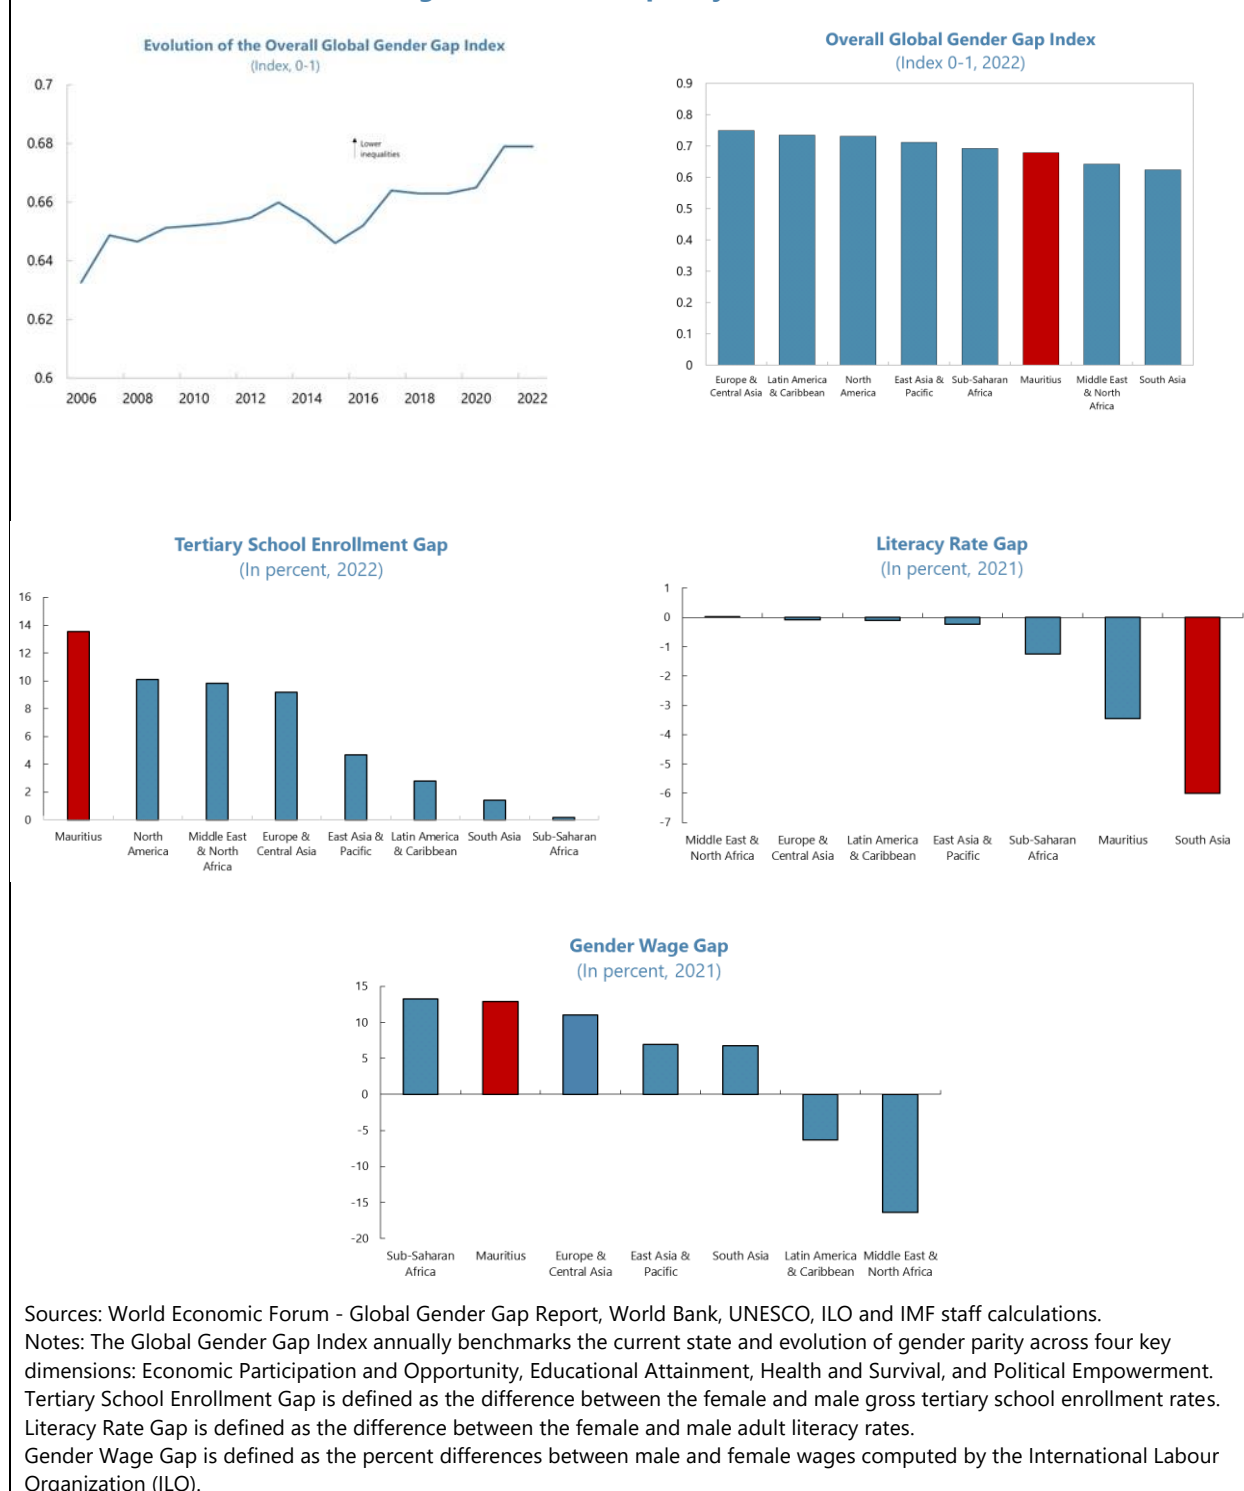 Evolution of the Overall Global Gender Gap Index
(Index, 0-1)
0.7
0.68
0.66
0.64
0.62
0.6
Lower
inequalities
2006 2008 2010 2012 2014 2016 2018 2020 2022
Overall Global Gender Gap Index
(Index 0-1, 2022)
0.9
0.8
0.7
0.6
0.5
0.4
0.3
0.2
0.1
0
Europe & Latin America North East Asia & Sub-Saharan Mauritius Middle East South Asia
Central Asia & Caribbean America Pacific Africa & North
Africa
Tertiary School Enrollment Gap
(In percent, 2022)
16
14
12
10
8
6
4
2
0
Mauritius North Middle East Europe & East Asia & Latin America South Asia Sub-Saharan
America & North Central Asia Pacific & Caribbean Africa
Africa
Literacy Rate Gap
(In percent, 2021)
1
0
-1
-2
-3
-4
-5
-6
-7
Middle East & Europe & Latin America East Asia & Sub-Saharan Mauritius South Asia
North Africa Central Asia & Caribbean Pacific Africa
Gender Wage Gap
(In percent, 2021)
15
10
5
0
-5
-10
-15
-20
Sub-Saharan Mauritius Europe & East Asia & South Asia Latin America Middle East &
Africa Central Asia Pacific & Caribbean North Africa
Sources: World Economic Forum - Global Gender Gap Report, World Bank, UNESCO, ILO and IMF staff calculations.
Notes: The Global Gender Gap Index annually benchmarks the current state and evolution of gender parity across four key
dimensions: Economic Participation and Opportunity, Educational Attainment, Health and Survival, and Political Empowerment.
Tertiary School Enrollment Gap is defined as the difference between the female and male gross tertiary school enrollment rates.
Literacy Rate Gap is defined as the difference between the female and male adult literacy rates.
Gender Wage Gap is defined as the percent differences between male and female wages computed by the International Labour
Organization (ILO).